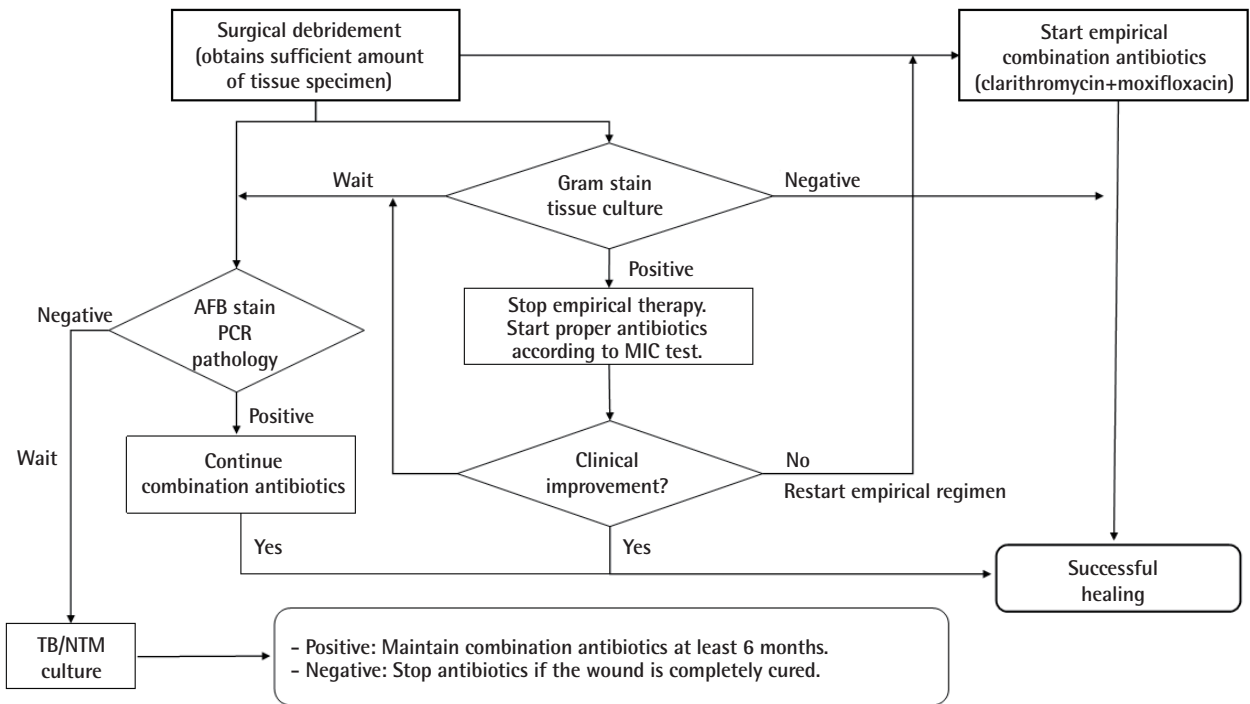 Surgical debridement
(obtains sufficient amount
of tissue specimen)
Start empirical
combination antibiotics
(clarithromycin+moxifloxacin)
Wait
Gram stain
tissue culture
Negative
Positive
Negative
AFB stain
PCR
pathology
Stop empirical therapy.
Start proper antibiotics
according to MIC test.
Positive
Wait
Continue
combination antibiotics
Clinical
improvement?
No
Restart empirical regimen
Yes
Yes
Successful
healing
TB/NTM
culture
- Positive: Maintain combination antibiotics at least 6 months.
- Negative: Stop antibiotics if the wound is completely cured.